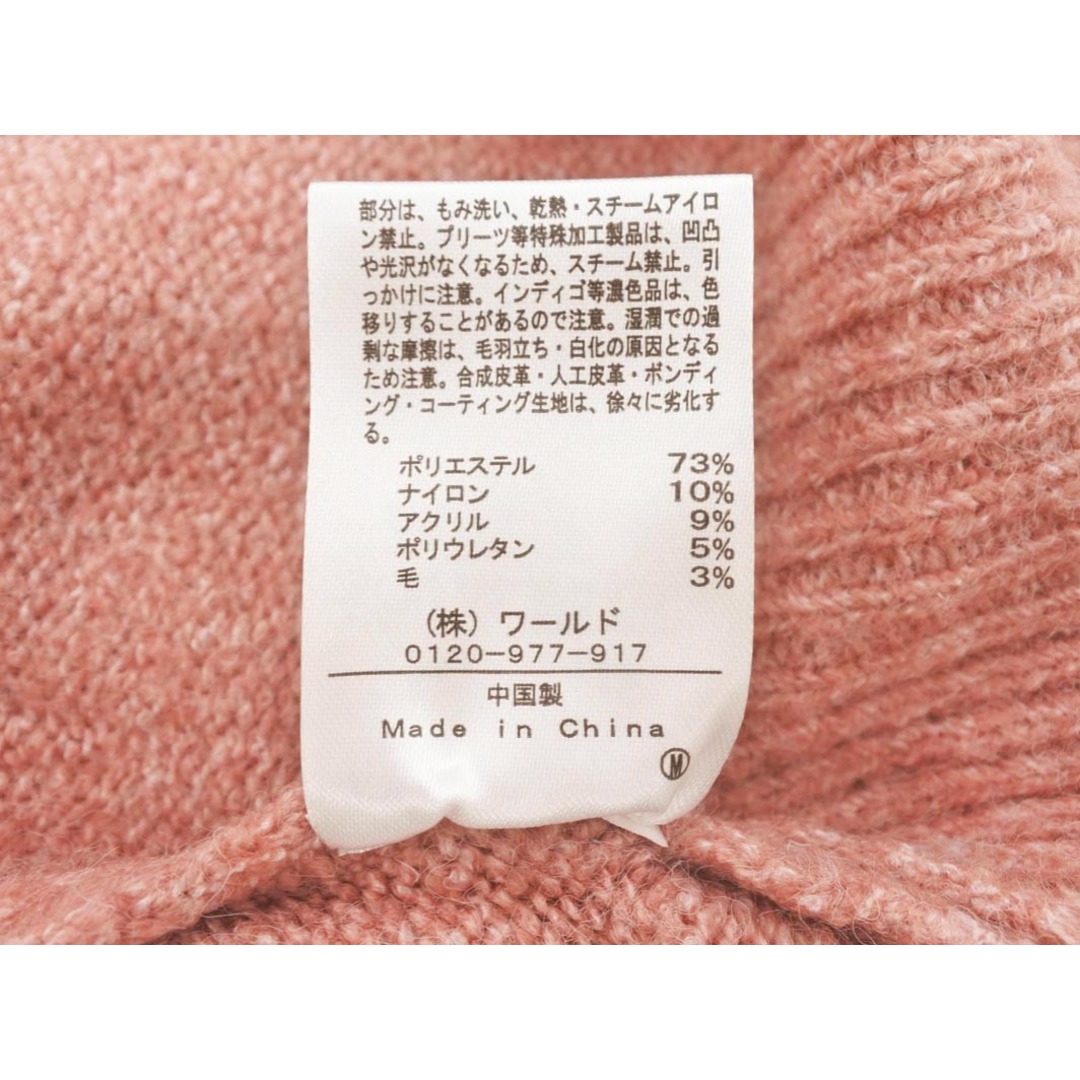 部分は、もみ洗い、乾熱・スチームアイロ
ン禁止。プリーツ等特殊加工製品は、凹凸
や光沢がなくなるため、スチーム禁止。引
っかけに注意。インディゴ等濃色品は、色
移りすることがあるので注意。湿潤での過
剰な摩擦は、毛羽立ち・白化の原因となる
ため注意。合成皮革・人工皮革・ボンディ
ング・コーティング生地は、徐々に劣化す
る。
ポリエステル 73%
ナイロン 10%
アクリル 9%
ポリウレタン 5%
毛 3%
(株) ワールド
0120-977-917
中国製
Made in China
M